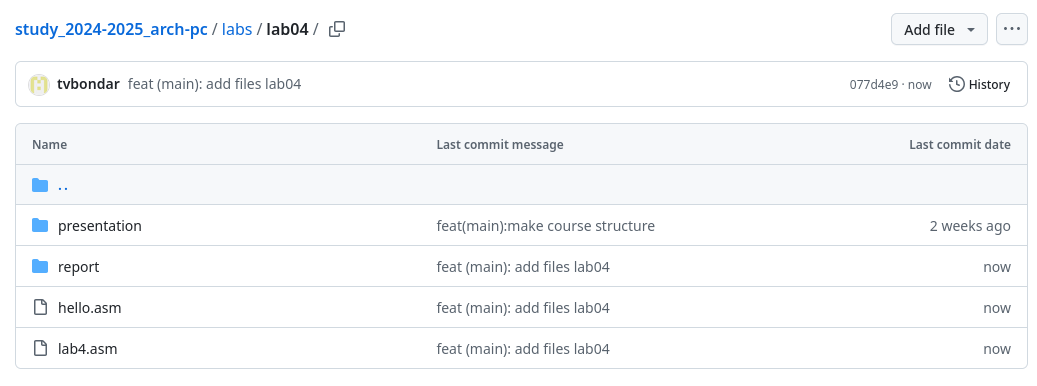 study_2024-2025_arch-pc / labs / lab04 / Add file ...
tvbondar feat (main): add files lab04 077d4e9 · now History
Name Last commit message Last commit date
..
presentation feat(main):make course structure 2 weeks ago
report feat (main): add files lab04 now
hello.asm feat (main): add files lab04 now
lab4.asm feat (main): add files lab04 now